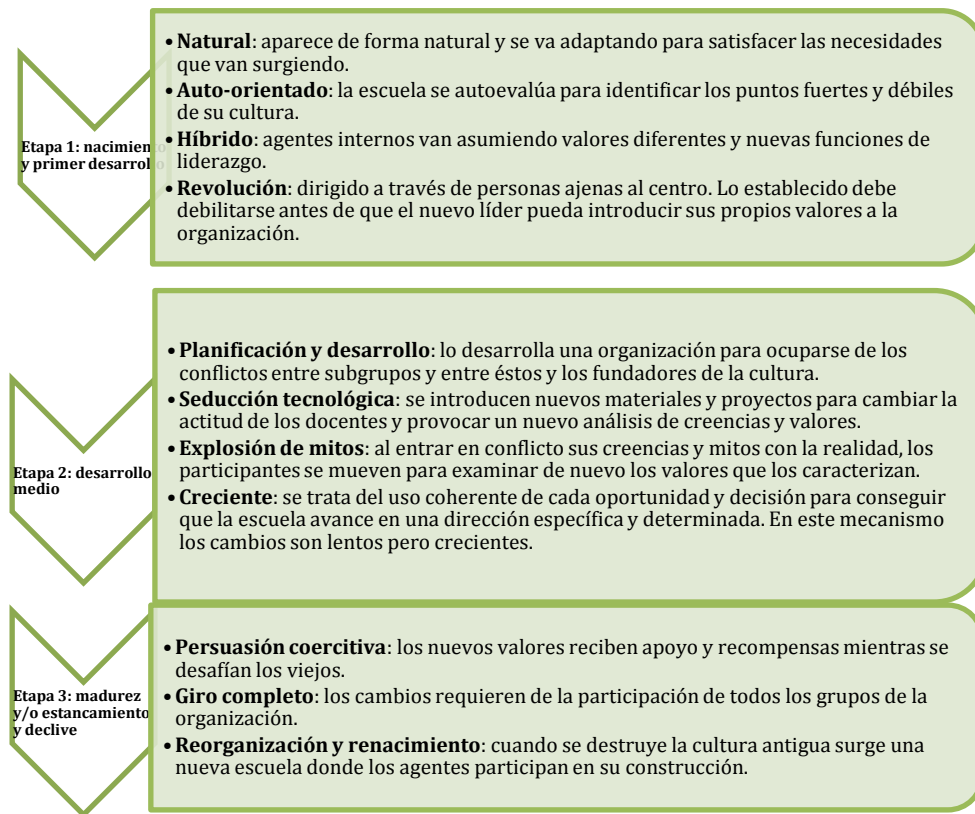 Etapa 1: nacimiento
y primer desarrollo
• Natural: aparece de forma natural y se va adaptando para satisfacer las necesidades
que van surgiendo.
• Auto-orientado: la escuela se autoevalúa para identificar los puntos fuertes y débiles
de su cultura.
• Híbrido: agentes internos van asumiendo valores diferentes y nuevas funciones de
liderazgo.
• Revolución: dirigido a través de personas ajenas al centro. Lo establecido debe
debilitarse antes de que el nuevo líder pueda introducir sus propios valores a la
organización.
Etapa 2: desarrollo
medio
• Planificación y desarrollo: lo desarrolla una organización para ocuparse de los
conflictos entre subgrupos y entre éstos y los fundadores de la cultura.
• Seducción tecnológica: se introducen nuevos materiales y proyectos para cambiar la
actitud de los docentes y provocar un nuevo análisis de creencias y valores.
• Explosión de mitos: al entrar en conflicto sus creencias y mitos con la realidad, los
participantes se mueven para examinar de nuevo los valores que los caracterizan.
• Creciente: se trata del uso coherente de cada oportunidad y decisión para conseguir
que la escuela avance en una dirección específica y determinada. En este mecanismo
los cambios son lentos pero crecientes.
Etapa 3: madurez
y/o estancamiento
y declive
• Persuasión coercitiva: los nuevos valores reciben apoyo y recompensas mientras se
desafían los viejos.
• Giro completo: los cambios requieren de la participación de todos los grupos de la
organización.
• Reorganización y renacimiento: cuando se destruye la cultura antigua surge una
nueva escuela donde los agentes participan en su construcción.